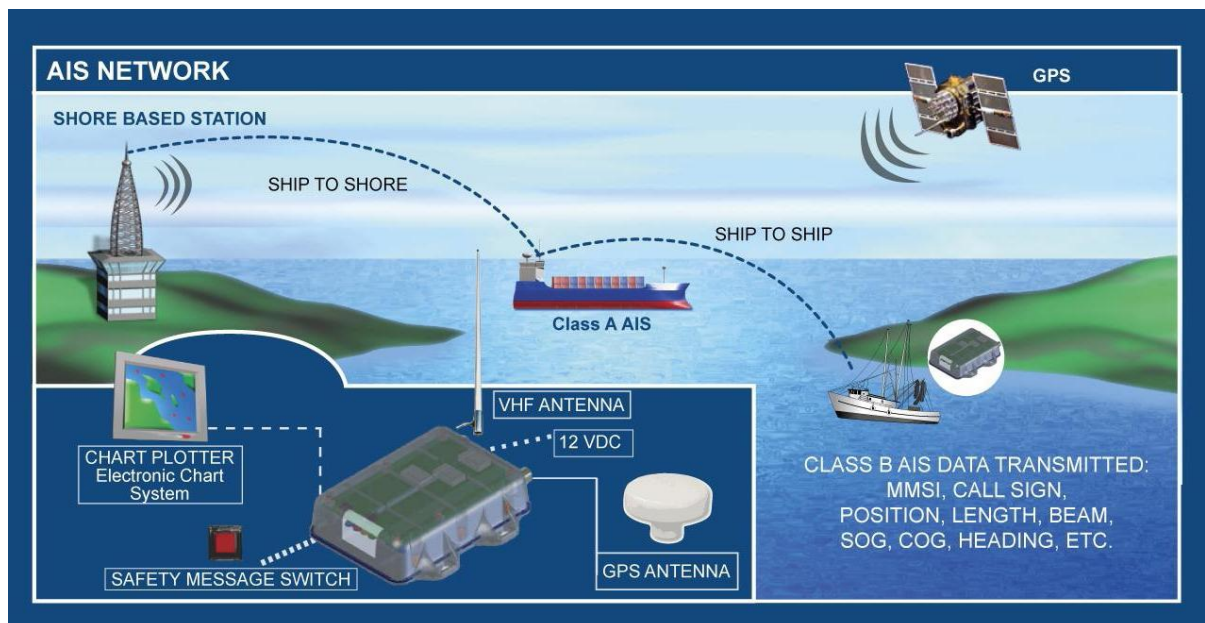 AIS NETWORK
GPS
SHORE BASED STATION
SHIP TO SHORE
SHIP TO SHIP
Class A AIS
VHF ANTENNA
12 VDC
CHART PLOTTER
Electronic Chart
System
SAFETY MESSAGE SWITCH
GPS ANTENNA
CLASS B AIS DATA TRANSMITTED:
MMSI, CALL SIGN,
POSITION, LENGTH, BEAM,
SOG, COG, HEADING, ETC.